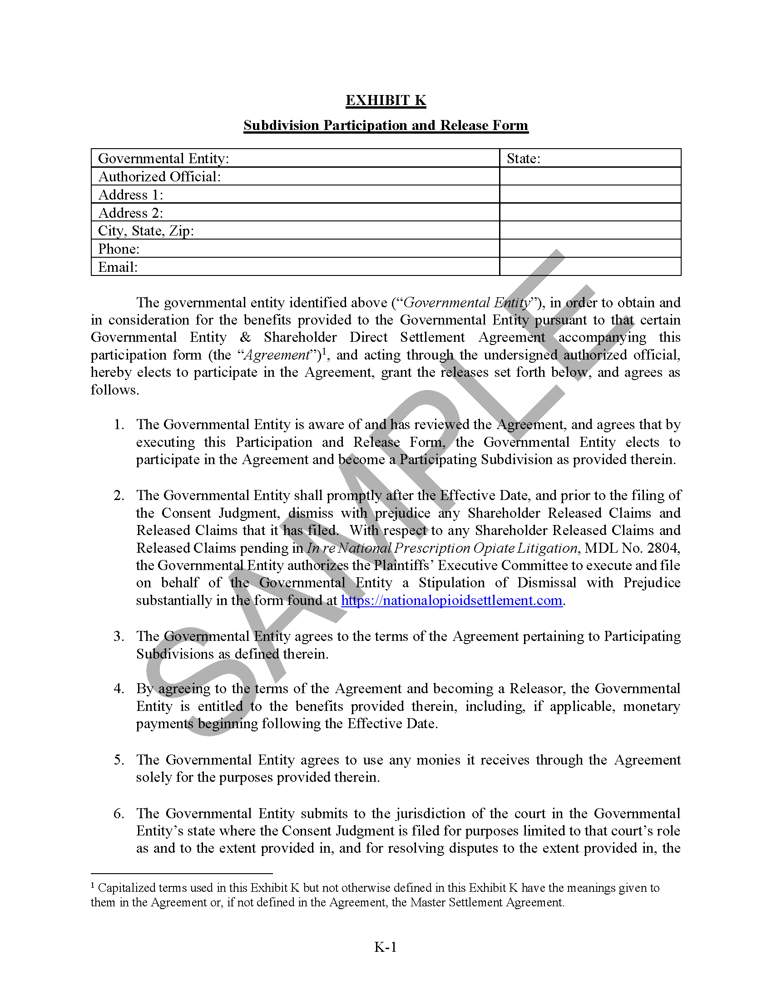 EXHIBIT K
Subdivision Participation and Release Form
Governmental Entity: State:
Authorized Official:
Address 1:
Address 2:
City, State, Zip:
Phone:
Email:
The governmental entity identified above (“Governmental Entity”), in order to obtain and
in consideration for the benefits provided to the Governmental Entity pursuant to that certain
Governmental Entity & Shareholder Direct Settlement Agreement accompanying this
participation form (the “Agreement”)¹, and acting through the undersigned authorized official,
hereby elects to participate in the Agreement, grant the releases set forth below, and agrees as
follows.
1. The Governmental Entity is aware of and has reviewed the Agreement, and agrees that by
executing this Participation and Release Form, the Governmental Entity elects to
participate in the Agreement and become a Participating Subdivision as provided therein.
2. The Governmental Entity shall promptly after the Effective Date, and prior to the filing of
the Consent Judgment, dismiss with prejudice any Shareholder Released Claims and
Released Claims that it has filed. With respect to any Shareholder Released Claims and
Released Claims pending in In re National Prescription Opiate Litigation, MDL No. 2804,
the Governmental Entity authorizes the Plaintiffs’ Executive Committee to execute and file
on behalf of the Governmental Entity a Stipulation of Dismissal with Prejudice
substantially in the form found at https://nationalopioidsettlement.com.
3. The Governmental Entity agrees to the terms of the Agreement pertaining to Participating
Subdivisions as defined therein.
4. By agreeing to the terms of the Agreement and becoming a Releasor, the Governmental
Entity is entitled to the benefits provided therein, including, if applicable, monetary
payments beginning following the Effective Date.
5. The Governmental Entity agrees to use any monies it receives through the Agreement
solely for the purposes provided therein.
6. The Governmental Entity submits to the jurisdiction of the court in the Governmental
Entity’s state where the Consent Judgment is filed for purposes limited to that court’s role
as and to the extent provided in, and for resolving disputes to the extent provided in, the
¹ Capitalized terms used in this Exhibit K but not otherwise defined in this Exhibit K have the meanings given to
them in the Agreement or, if not defined in the Agreement, the Master Settlement Agreement.
K-1
SAMPLE